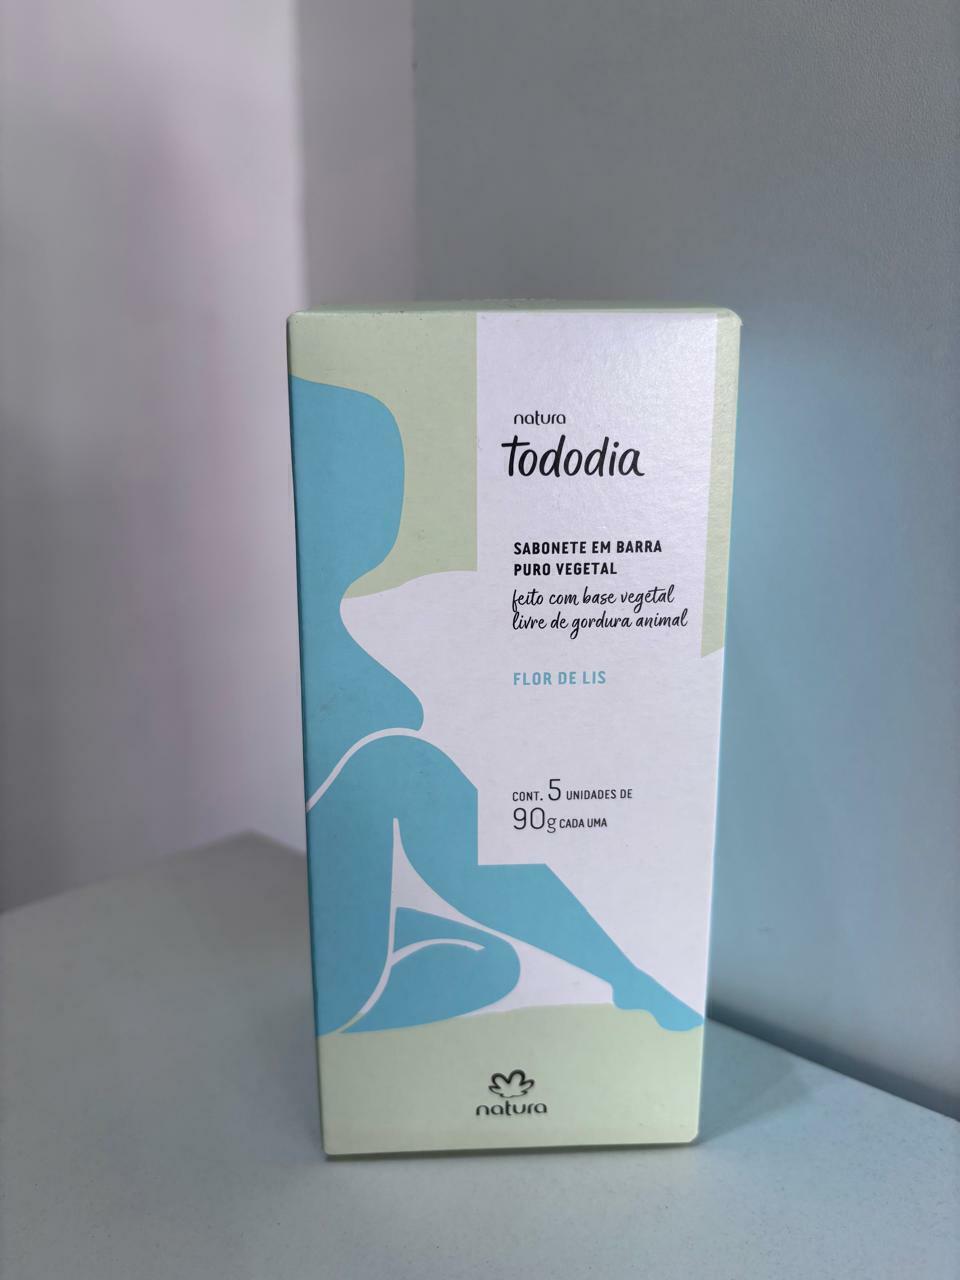 natura
Tododia
SABONETE EM BARRA
PURO VEGETAL
feito com base vegetal
livre de gordura animal
FLOR DE LIS
CONT. 5 UNIDADES DE
90g CADA UMA
natura